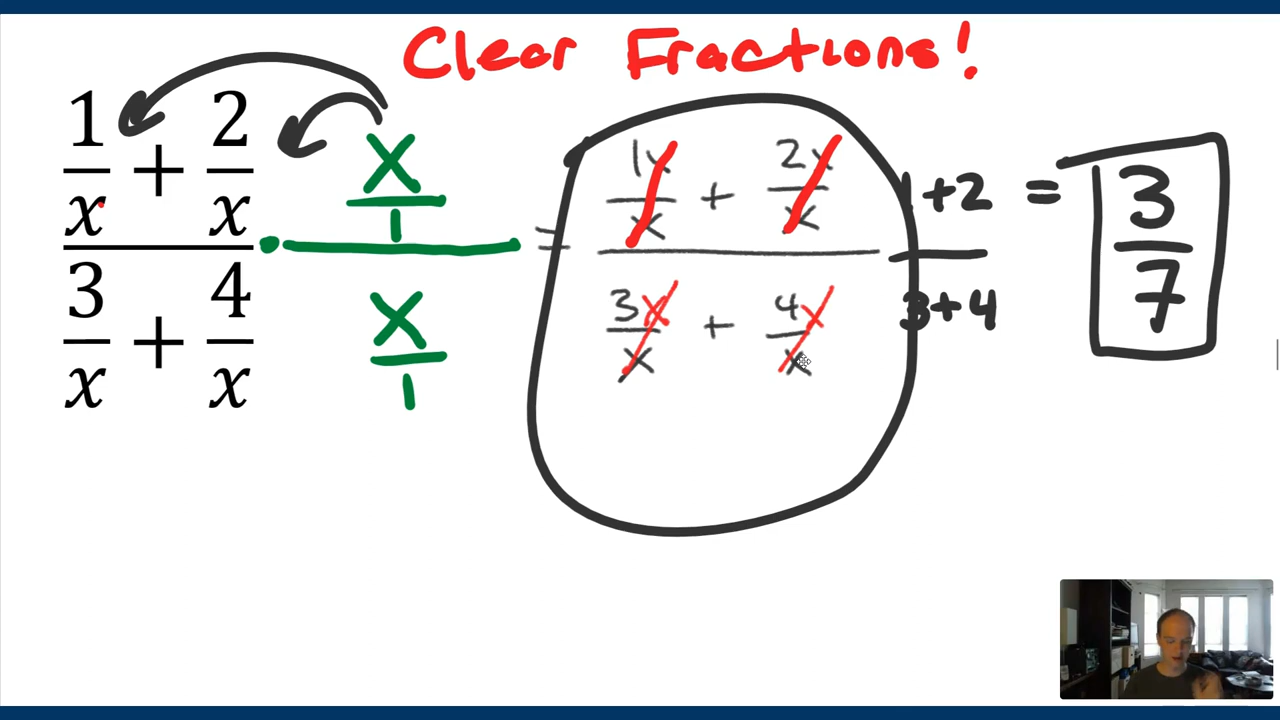 Clear Fractions!
1/x + 2/x
3/x + 4/x
·
x/1
x/1
=
1x/x + 2x/x
3x/x + 4x/x
1+2
3+4
=
3/7